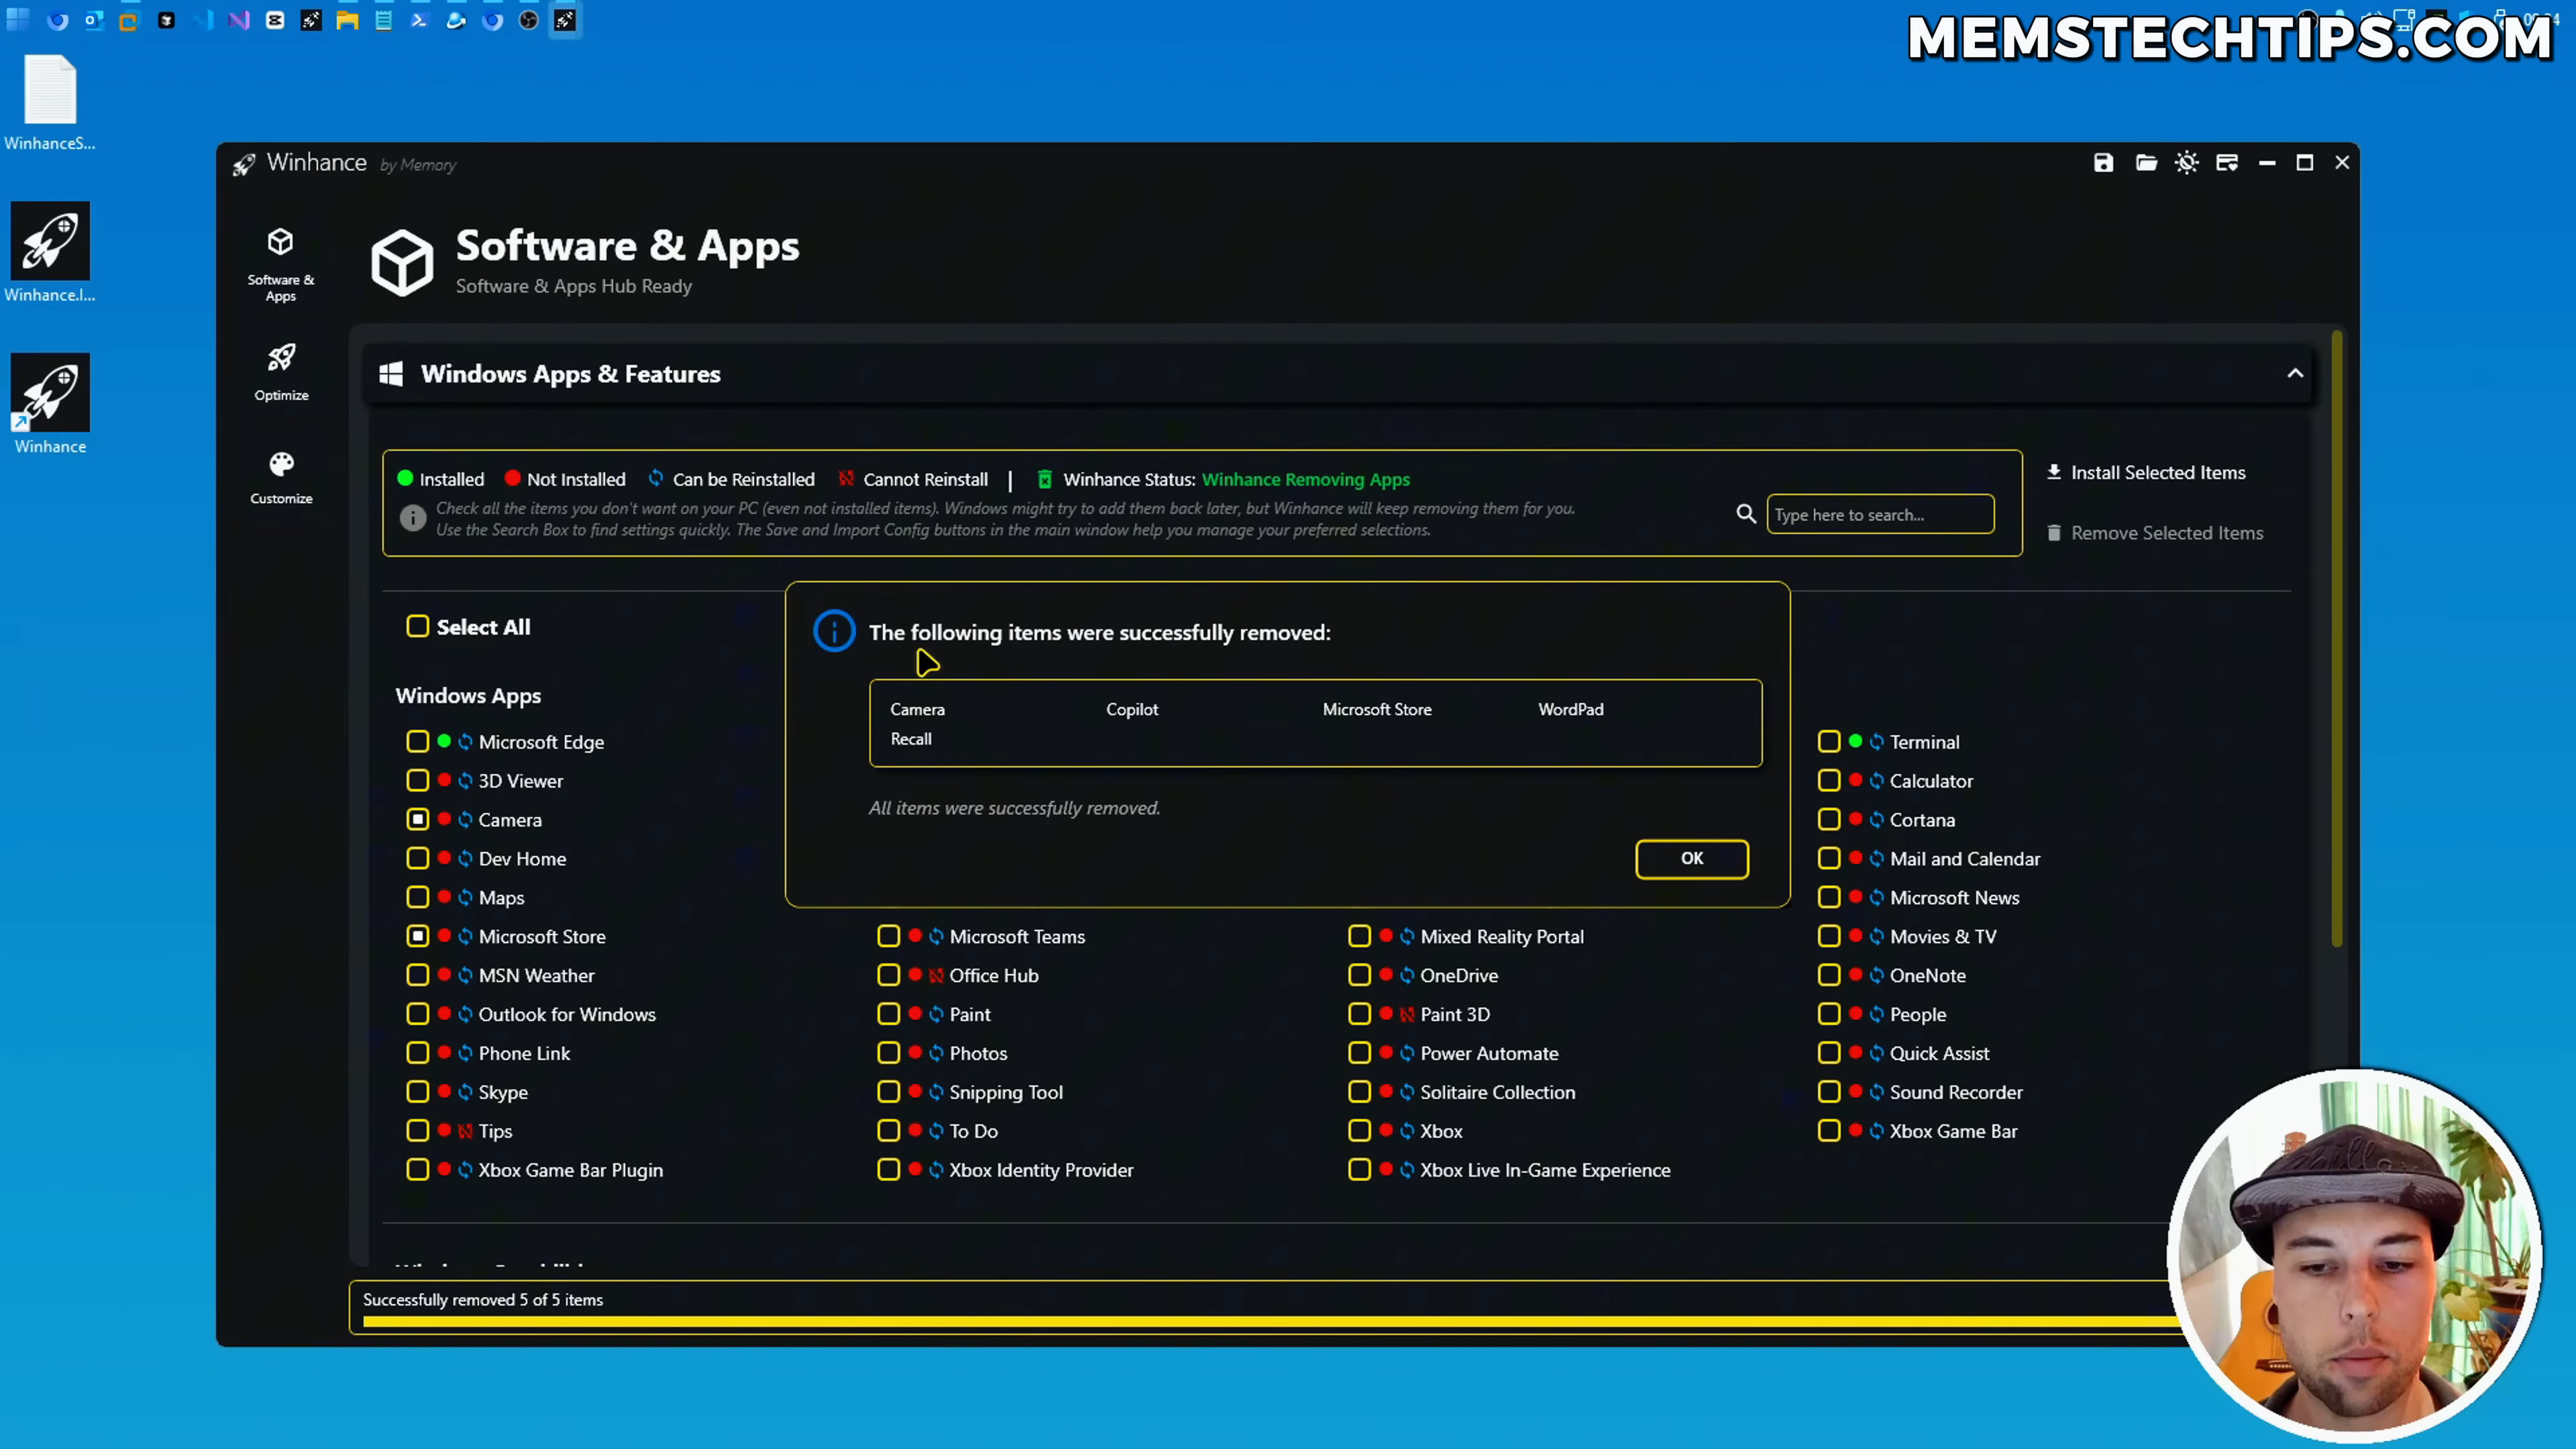 MEMSTECHTIPS.COM
WinhanceS...
Winhance.I...
Winhance
Winhance by Memory
Software & Apps
Optimize
Customize
Software & Apps
Software & Apps Hub Ready
Windows Apps & Features
Installed Not Installed Can be Reinstalled Cannot Reinstall | Winhance Status: Winhance Removing Apps
Check all the items you don't want on your PC (even not installed items). Windows might try to add them back later, but Winhance will keep removing them for you.
Use the Search Box to find settings quickly. The Save and Import Config buttons in the main window help you manage your preferred selections.
Type here to search...
Install Selected Items
Remove Selected Items
Select All
The following items were successfully removed:
Camera Copilot Microsoft Store WordPad
Recall
All items were successfully removed.
OK
Windows Apps
Microsoft Edge Terminal
3D Viewer Calculator
Camera Cortana
Dev Home Mail and Calendar
Maps Microsoft News
Microsoft Store Microsoft Teams Mixed Reality Portal Movies & TV
MSN Weather Office Hub OneDrive OneNote
Outlook for Windows Paint Paint 3D People
Phone Link Photos Power Automate Quick Assist
Skype Snipping Tool Solitaire Collection Sound Recorder
Tips To Do Xbox Xbox Game Bar
Xbox Game Bar Plugin Xbox Identity Provider Xbox Live In-Game Experience
Successfully removed 5 of 5 items